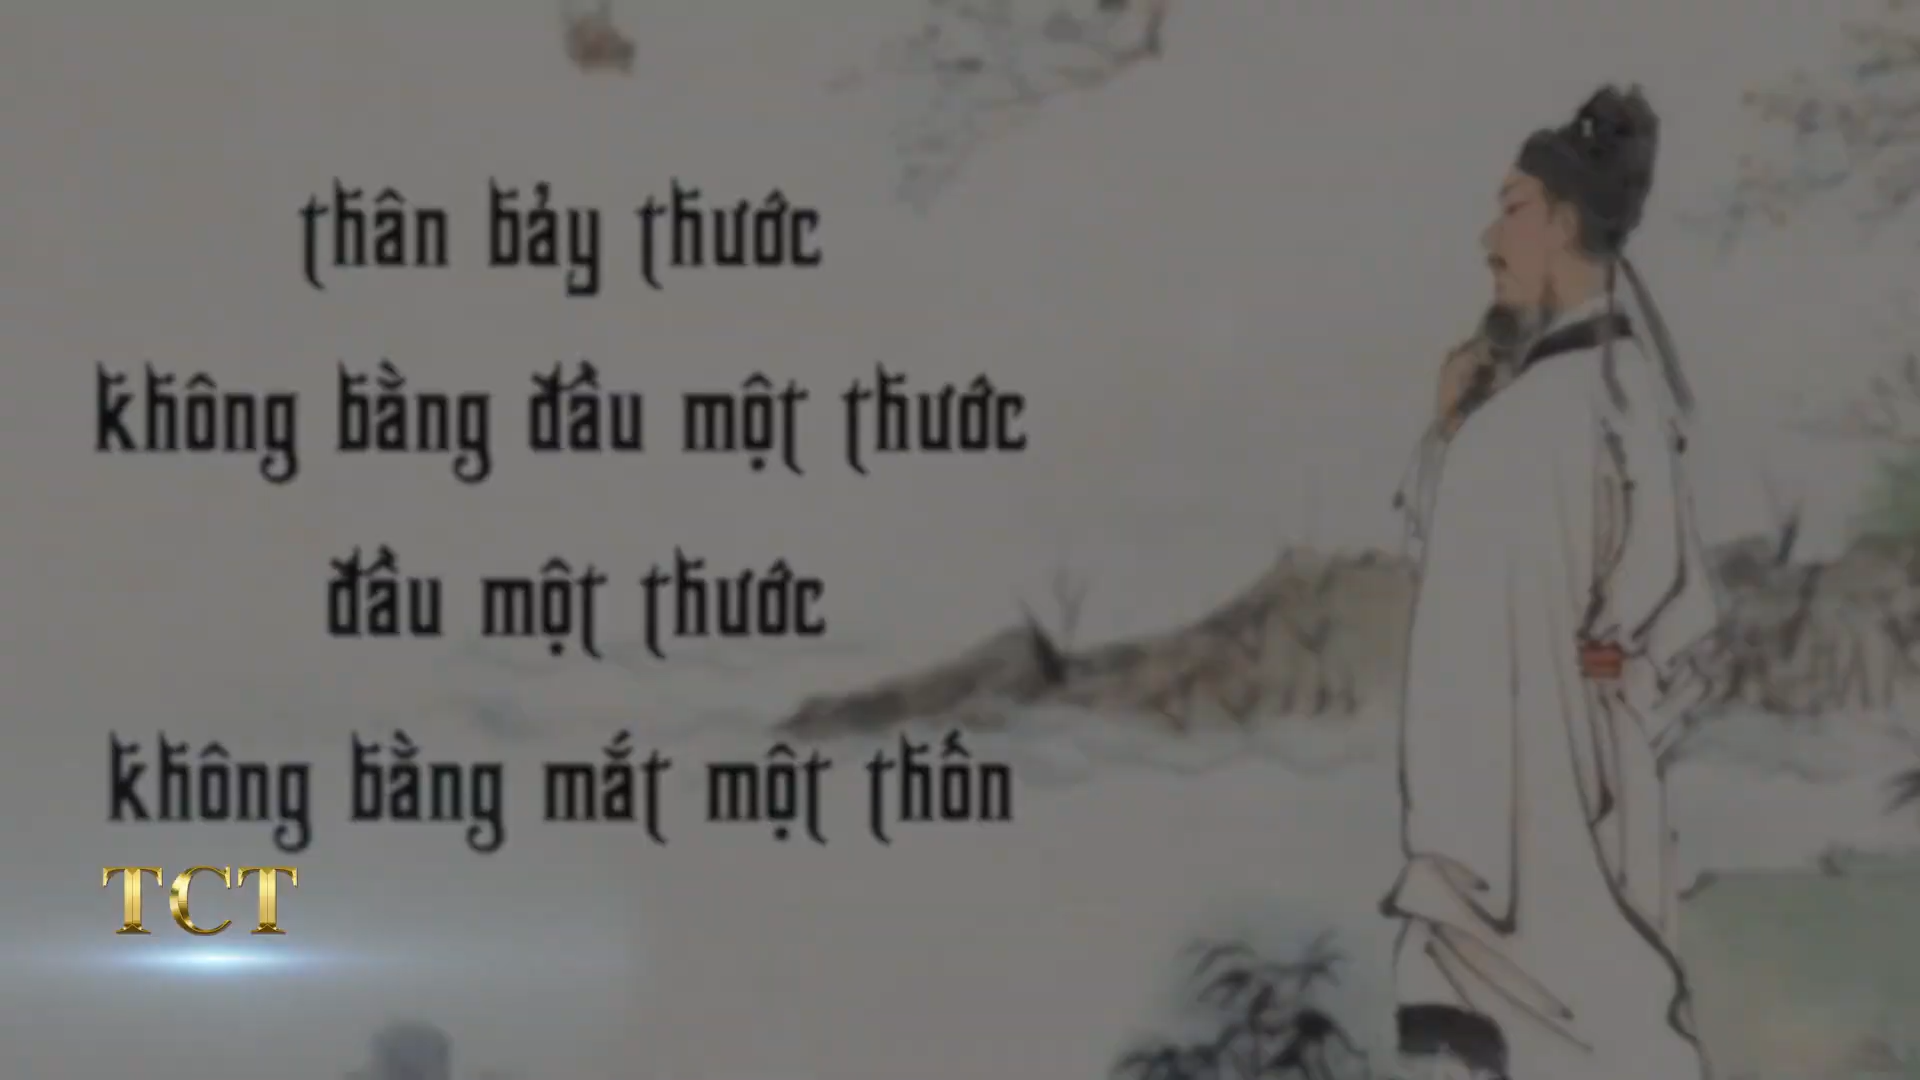 thân bảy thước
không bằng đầu một thước
đầu một thước
không bằng mắt một thốn
TCT